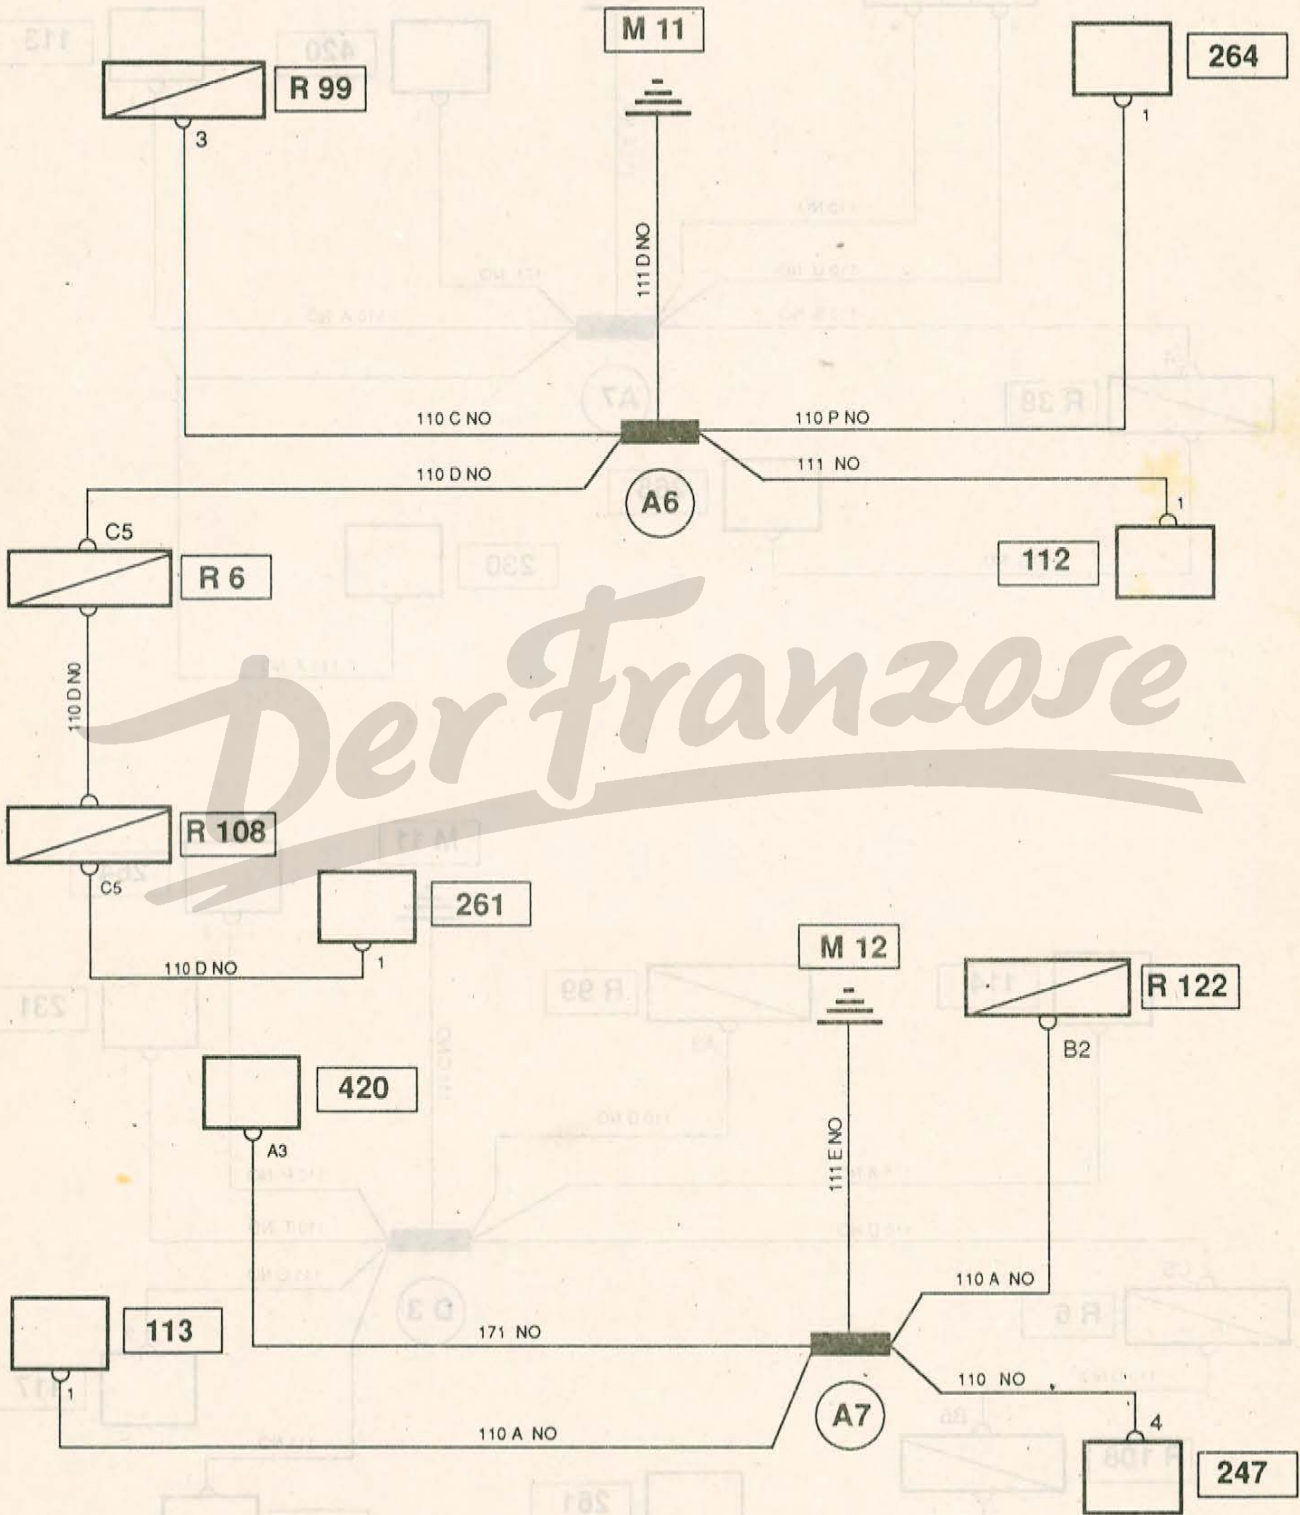 M 11
264
R 99
3
1
111 D NO
110 C NO
110 P NO
110 D NO
111 NO
A6
C5
1
R 6
112
110 D NO
Der Franzose
R 108
C5
261
1
110 D NO
M 12
R 122
B2
420
A3
111 E NO
110 A NO
113
171 NO
1
110 NO
A7
4
110 A NO
247